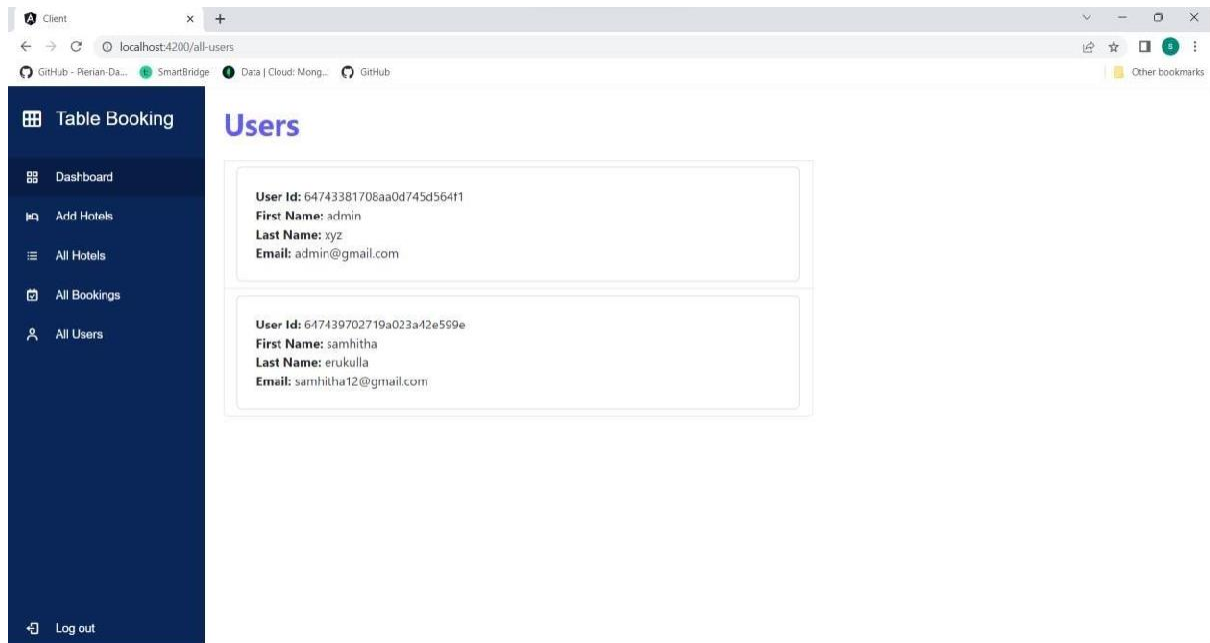 Client
localhost:4200/all-users
GitHub - Pierian-Da... SmartBridge Data | Cloud: Mong... GitHub Other bookmarks
Table Booking
Dashboard
Add Hotels
All Hotels
All Bookings
All Users
Log out
Users
User Id: 64743381708aa0d745d564f1
First Name: admin
Last Name: xyz
Email: admin@gmail.com
User Id: 647439702719a023a42e599e
First Name: samhitha
Last Name: erukulla
Email: samhitha12@gmail.com